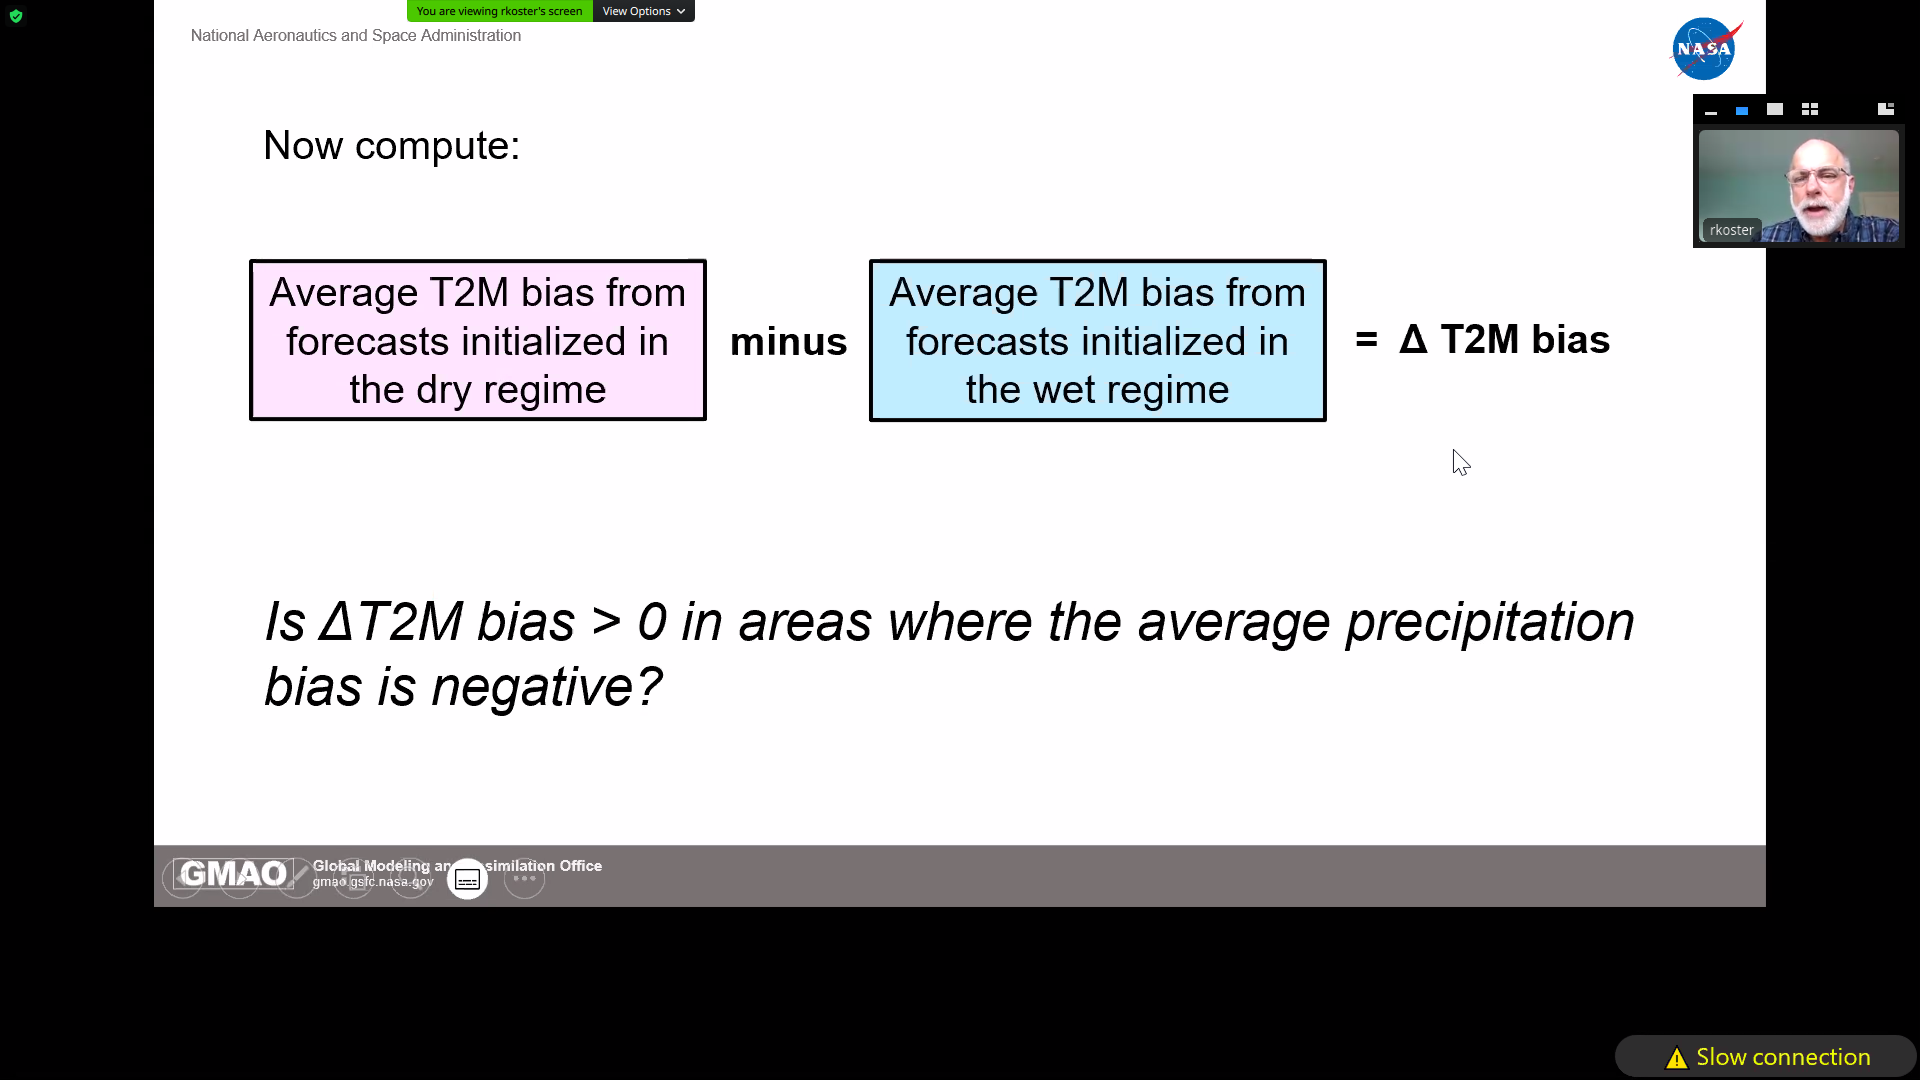 You are viewing rkoster's screen View Options
National Aeronautics and Space Administration
NASA
Now compute:
rkoster
Average T2M bias from
forecasts initialized in
the dry regime
minus
Average T2M bias from
forecasts initialized in
the wet regime
= Δ T2M bias
Is ΔT2M bias > 0 in areas where the average precipitation
bias is negative?
GMAO
Global Modeling an similation Office
gmao.gsfc.nasa.gov
Slow connection